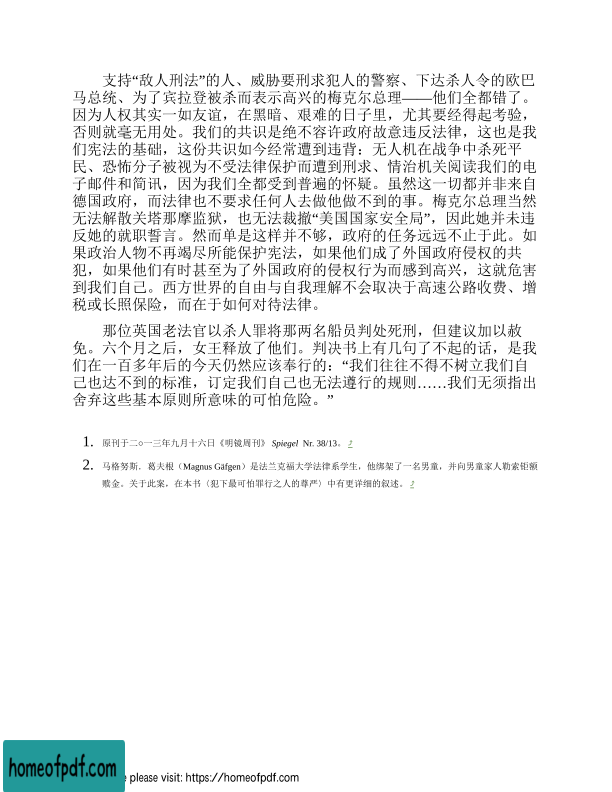 支持“敌人刑法”的人、威胁要刑求犯人的警察、下达杀人令的欧巴
马总统、为了宾拉登被杀而表示高兴的梅克尔总理——他们全都错了。
因为人权其实一如友谊，在黑暗、艰难的日子里，尤其要经得起考验，
否则就毫无用处。我们的共识是绝不容许政府故意违反法律，这也是我
们宪法的基础，这份共识如今经常遭到违背：无人机在战争中杀死平
民、恐怖分子被视为不受法律保护而遭到刑求、情治机关阅读我们的电
子邮件和简讯，因为我们全都受到普遍的怀疑。虽然这一切都并非来自
德国政府，而法律也不要求任何人去做他做不到的事。梅克尔总理当然
无法解散关塔那摩监狱，也无法裁撤“美国国家安全局”，因此她并未违
反她的就职誓言。然而单是这样并不够，政府的任务远远不止于此。如
果政治人物不再竭尽所能保护宪法，如果他们成了外国政府侵权的共
犯，如果他们有时甚至为了外国政府的侵权行为而感到高兴，这就危害
到我们自己。西方世界的自由与自我理解不会取决于高速公路收费、增
税或长照保险，而在于如何对待法律。
那位英国老法官以杀人罪将那两名船员判处死刑，但建议加以赦
免。六个月之后，女王释放了他们。判决书上有几句了不起的话，是我
们在一百多年后的今天仍然应该奉行的：“我们往往不得不树立我们自
己也达不到的标准，订定我们自己也无法遵行的规则……我们无须指出
舍弃这些基本原则所意味的可怕危险。”
1. 原刊于二○一三年九月十六日《明镜周刊》Spiegel Nr. 38/13。⤴
2. 马格努斯．葛夫根（Magnus Gäfgen）是法兰克福大学法律系学生，他绑架了一名男童，并向男童家人勒索钜额
赎金。关于此案，在本书〈犯下最可怕罪行之人的尊严〉中有更详细的叙述。⤴
homeofpdf.com
e please visit: https://homeofpdf.com